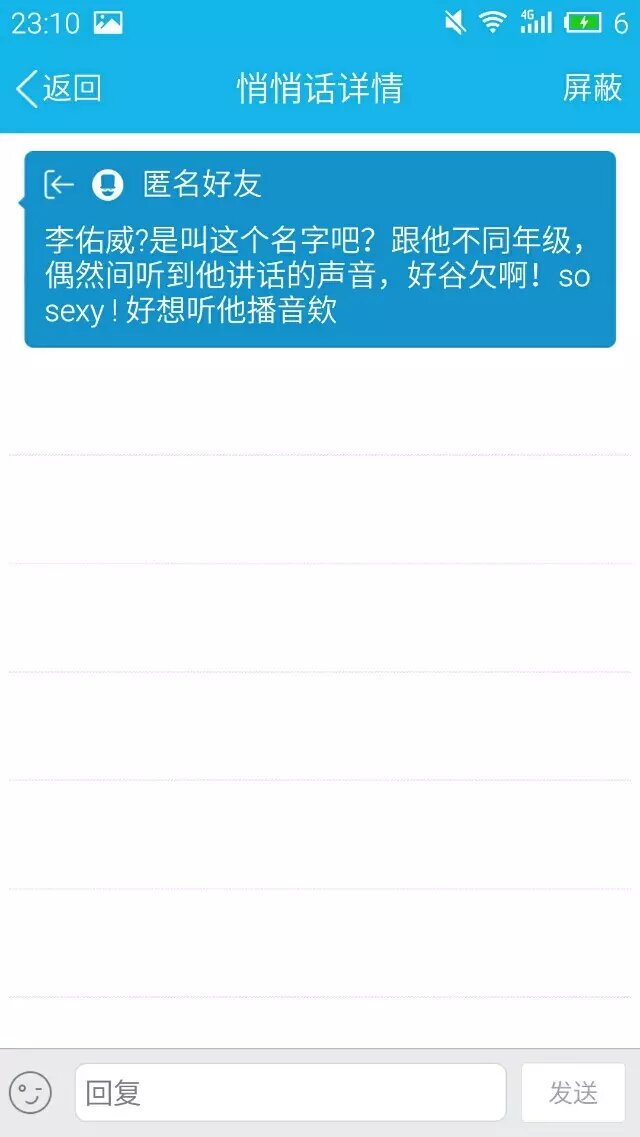 23:10 4G 6
返回 悄悄话详情 屏蔽
匿名好友
李佑威?是叫这个名字吧？跟他不同年级，
偶然间听到他讲话的声音，好谷欠啊！so
sexy ! 好想听他播音欸
回复 发送